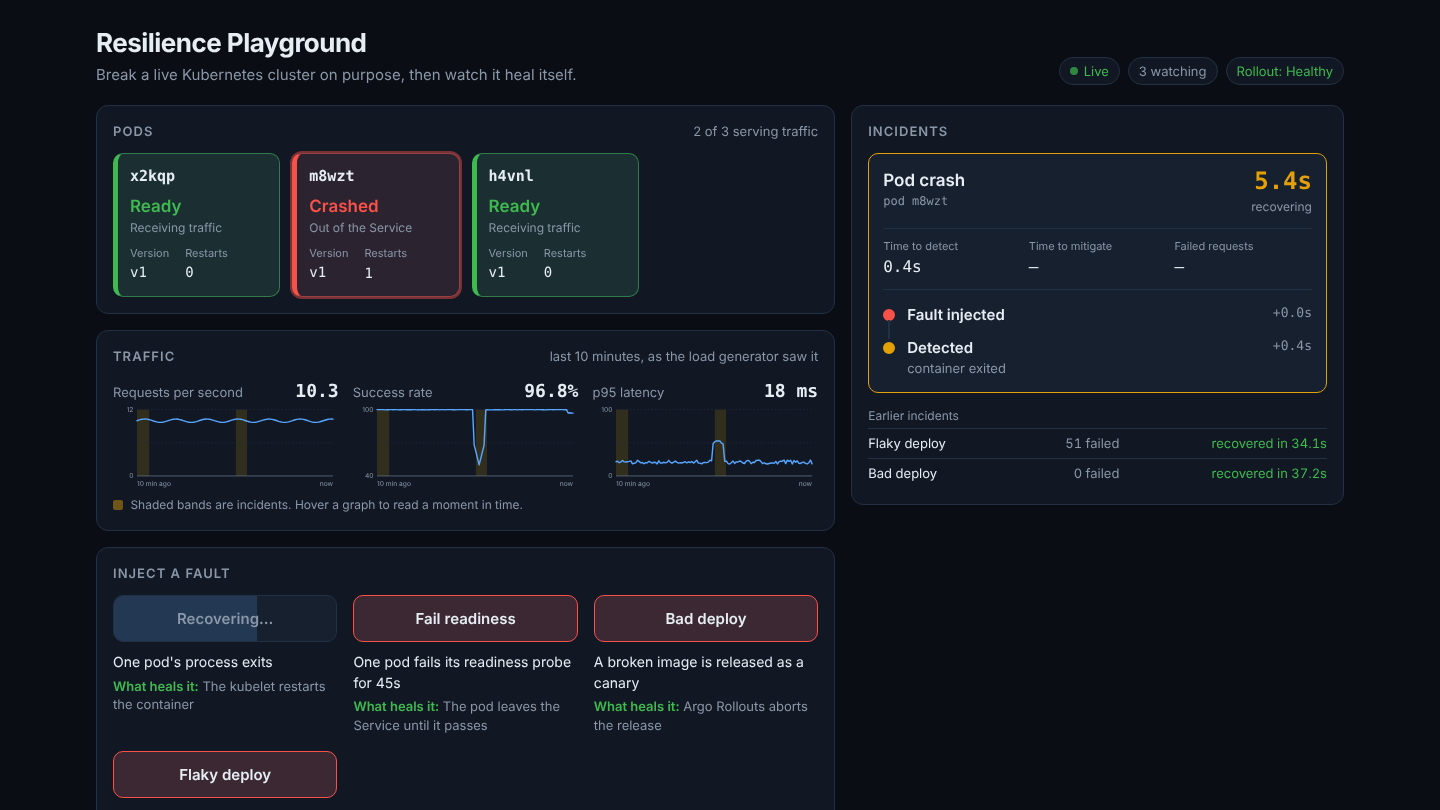 Resilience Playground
Break a live Kubernetes cluster on purpose, then watch it heal itself.
Live
3 watching
Rollout: Healthy
PODS
2 of 3 serving traffic
x2kqp
Ready
Receiving traffic
Version Restarts
v1 0
m8wzt
Crashed
Out of the Service
Version Restarts
v1 1
h4vnl
Ready
Receiving traffic
Version Restarts
v1 0
TRAFFIC
last 10 minutes, as the load generator saw it
Requests per second 10.3
12
0
10 min ago now
Success rate 96.8%
100
40
10 min ago now
p95 latency 18 ms
100
0
10 min ago now
Shaded bands are incidents. Hover a graph to read a moment in time.
INJECT A FAULT
Recovering...
One pod's process exits
What heals it: The kubelet restarts
the container
Fail readiness
One pod fails its readiness probe
for 45s
What heals it: The pod leaves the
Service until it passes
Bad deploy
A broken image is released as a
canary
What heals it: Argo Rollouts aborts
the release
Flaky deploy
INCIDENTS
Pod crash
pod m8wzt
5.4s
recovering
Time to detect Time to mitigate Failed requests
0.4s – –
Fault injected +0.0s
Detected +0.4s
container exited
Earlier incidents
Flaky deploy 51 failed recovered in 34.1s
Bad deploy 0 failed recovered in 37.2s